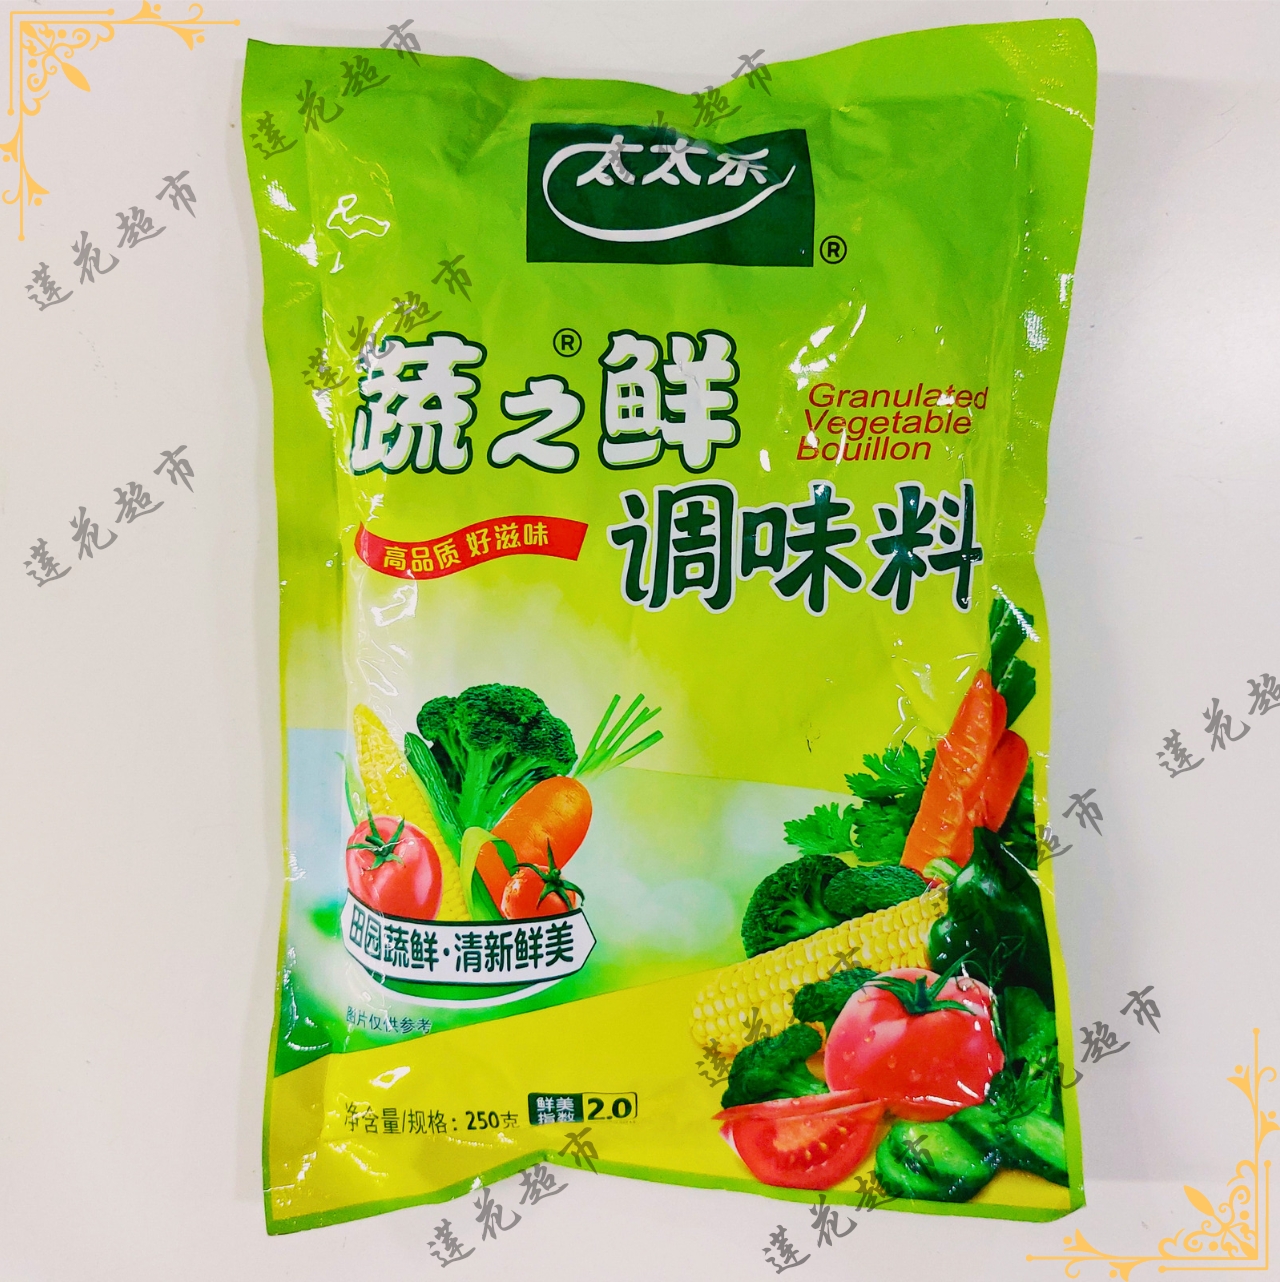 太太乐
®
蔬之鲜
®
Granulated
Vegetable
Bouillon
调味料
高品质 好滋味
田园蔬鲜·清新鲜美
图片仅供参考
净含量/规格：250克
鲜美
指数
2.0
莲花超市
莲花超市
莲花超市
莲花超市
莲花超市
莲花超
市
莲花超市
莲花超市
莲花超市